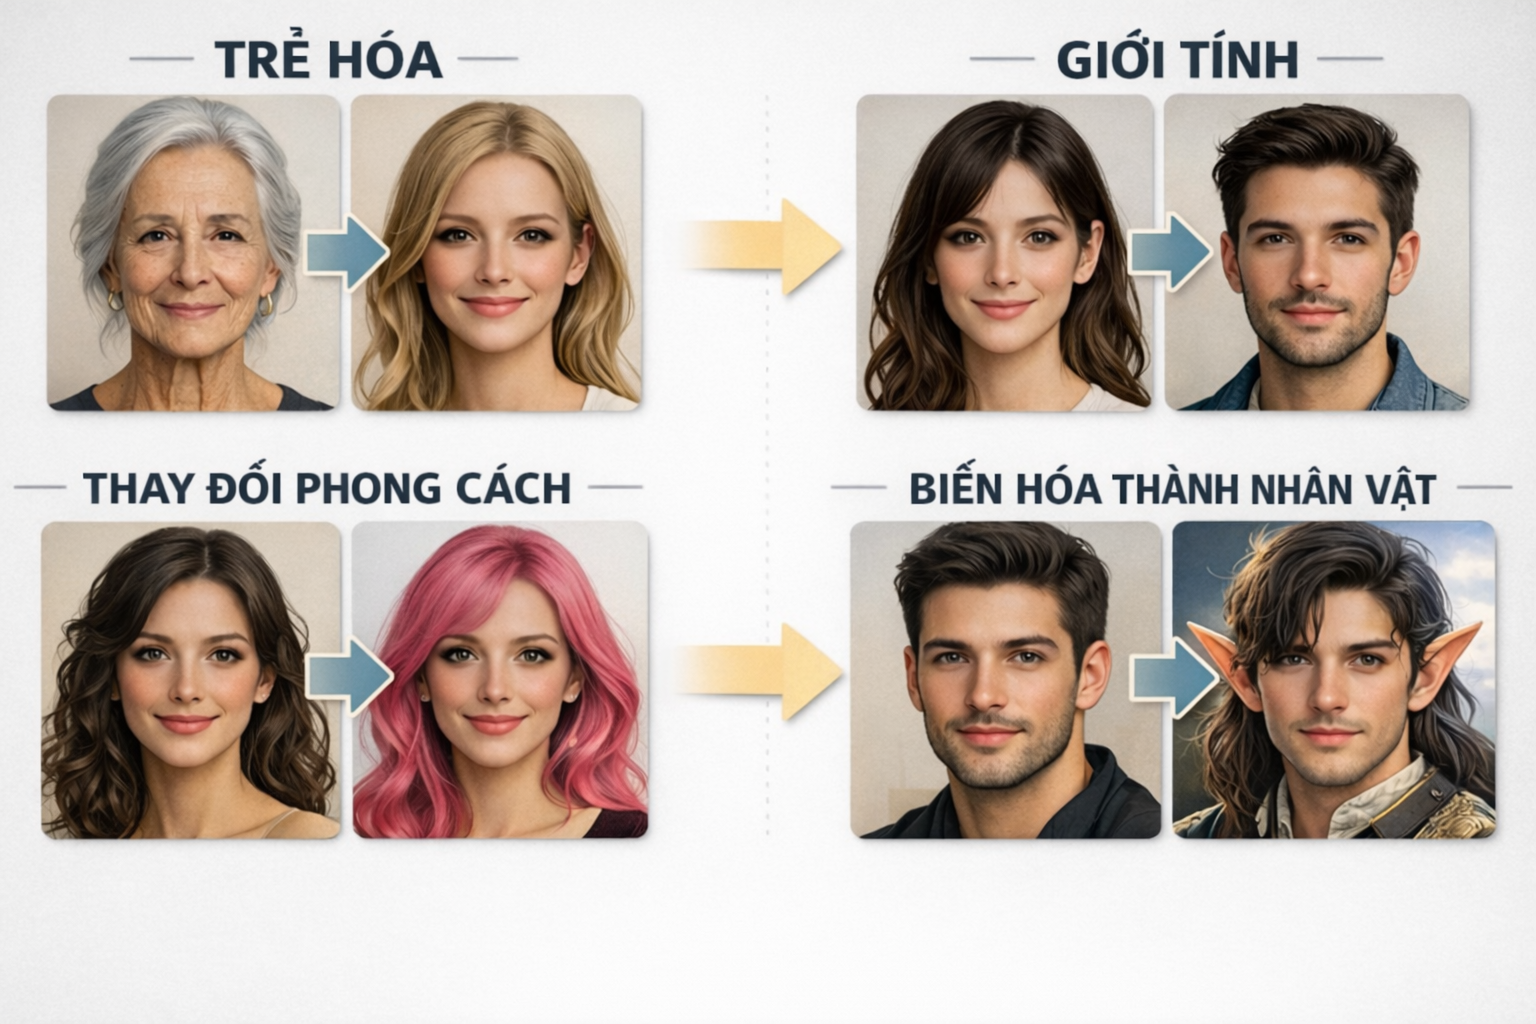 TRẺ HÓA
GIỚI TÍNH
THAY ĐỔI PHONG CÁCH
BIẾN HÓA THÀNH NHÂN VẬT